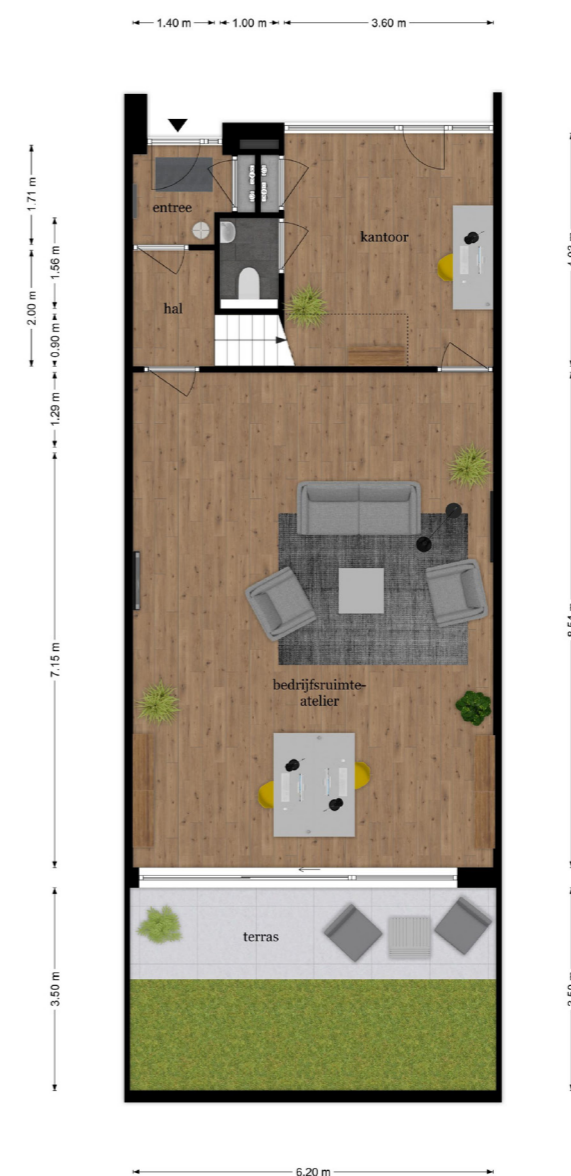 1.40 m
1.00 m
3.60 m
1.71 m
2.00 m
1.56 m
0.90 m
1.29 m
7.15 m
3.50 m
entree
kantoor
hal
bedrijfsruimte-
atelier
terras
6.20 m